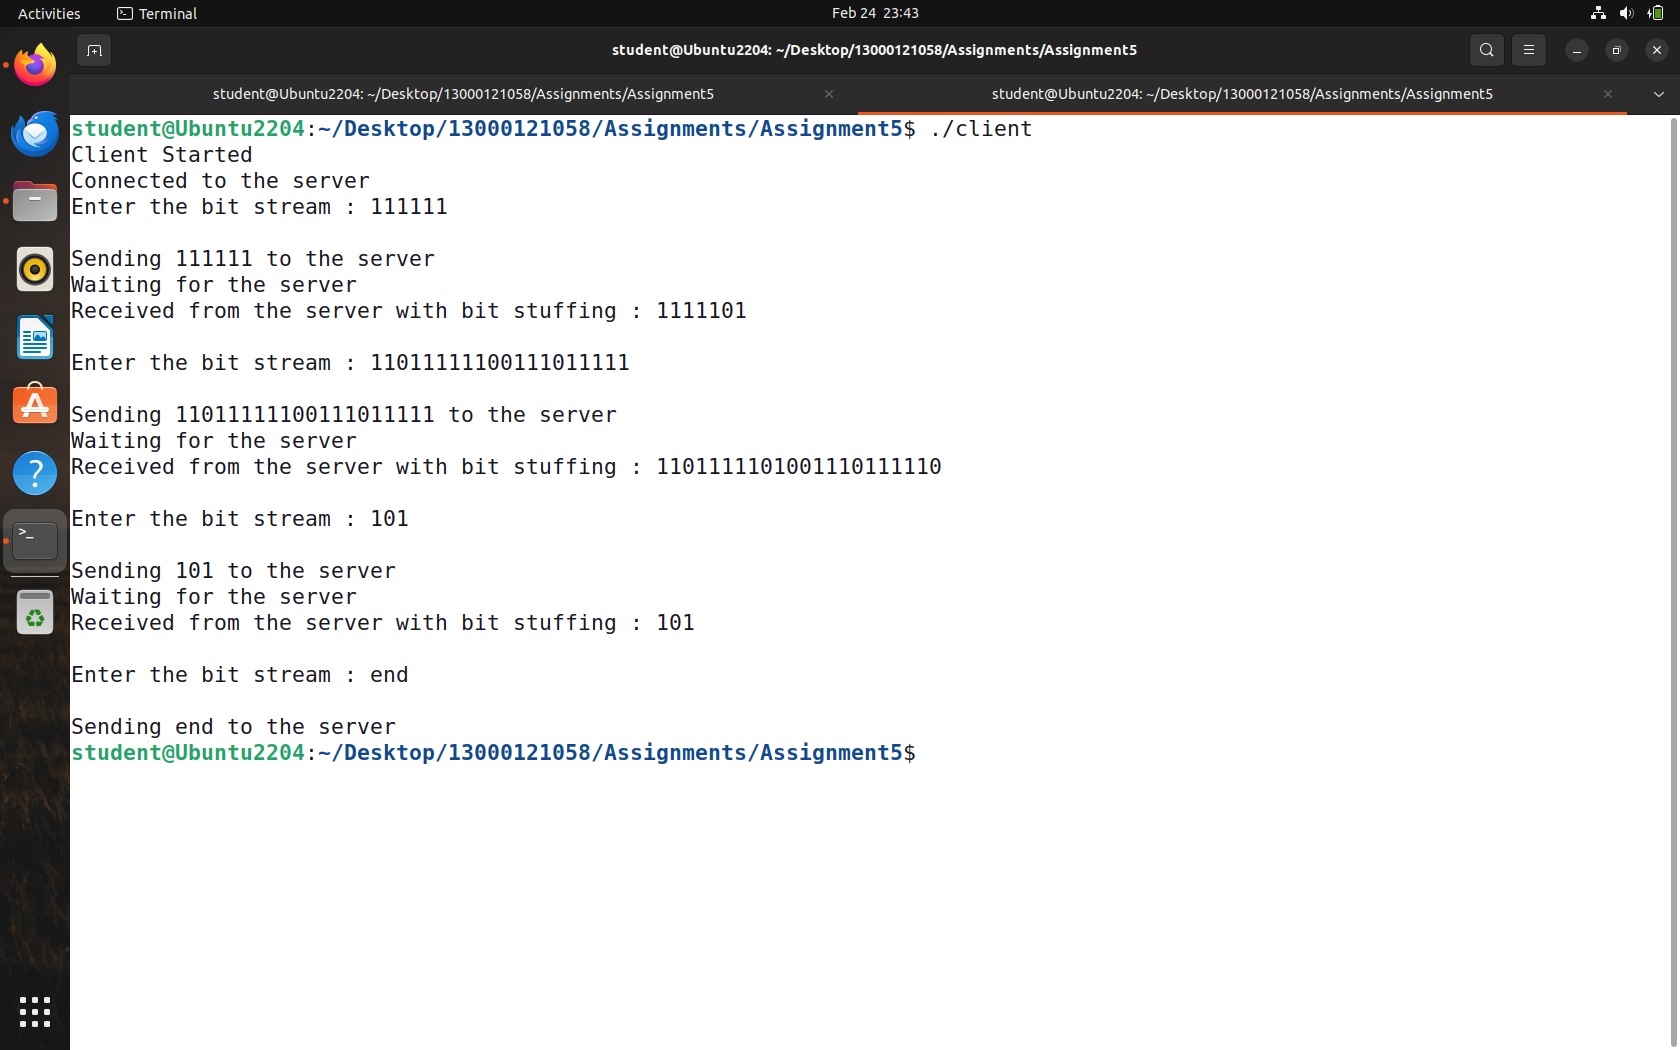 Activities
Terminal
Feb 24 23:43
student@Ubuntu2204: ~/Desktop/13000121058/Assignments/Assignment5
student@Ubuntu2204: ~/Desktop/13000121058/Assignments/Assignment5
student@Ubuntu2204: ~/Desktop/13000121058/Assignments/Assignment5
student@Ubuntu2204:~/Desktop/13000121058/Assignments/Assignment5$ ./client
Client Started
Connected to the server
Enter the bit stream : 111111
Sending 111111 to the server
Waiting for the server
Received from the server with bit stuffing : 1111101
Enter the bit stream : 11011111100111011111
Sending 11011111100111011111 to the server
Waiting for the server
Received from the server with bit stuffing : 1101111101001110111110
Enter the bit stream : 101
Sending 101 to the server
Waiting for the server
Received from the server with bit stuffing : 101
Enter the bit stream : end
Sending end to the server
student@Ubuntu2204:~/Desktop/13000121058/Assignments/Assignment5$